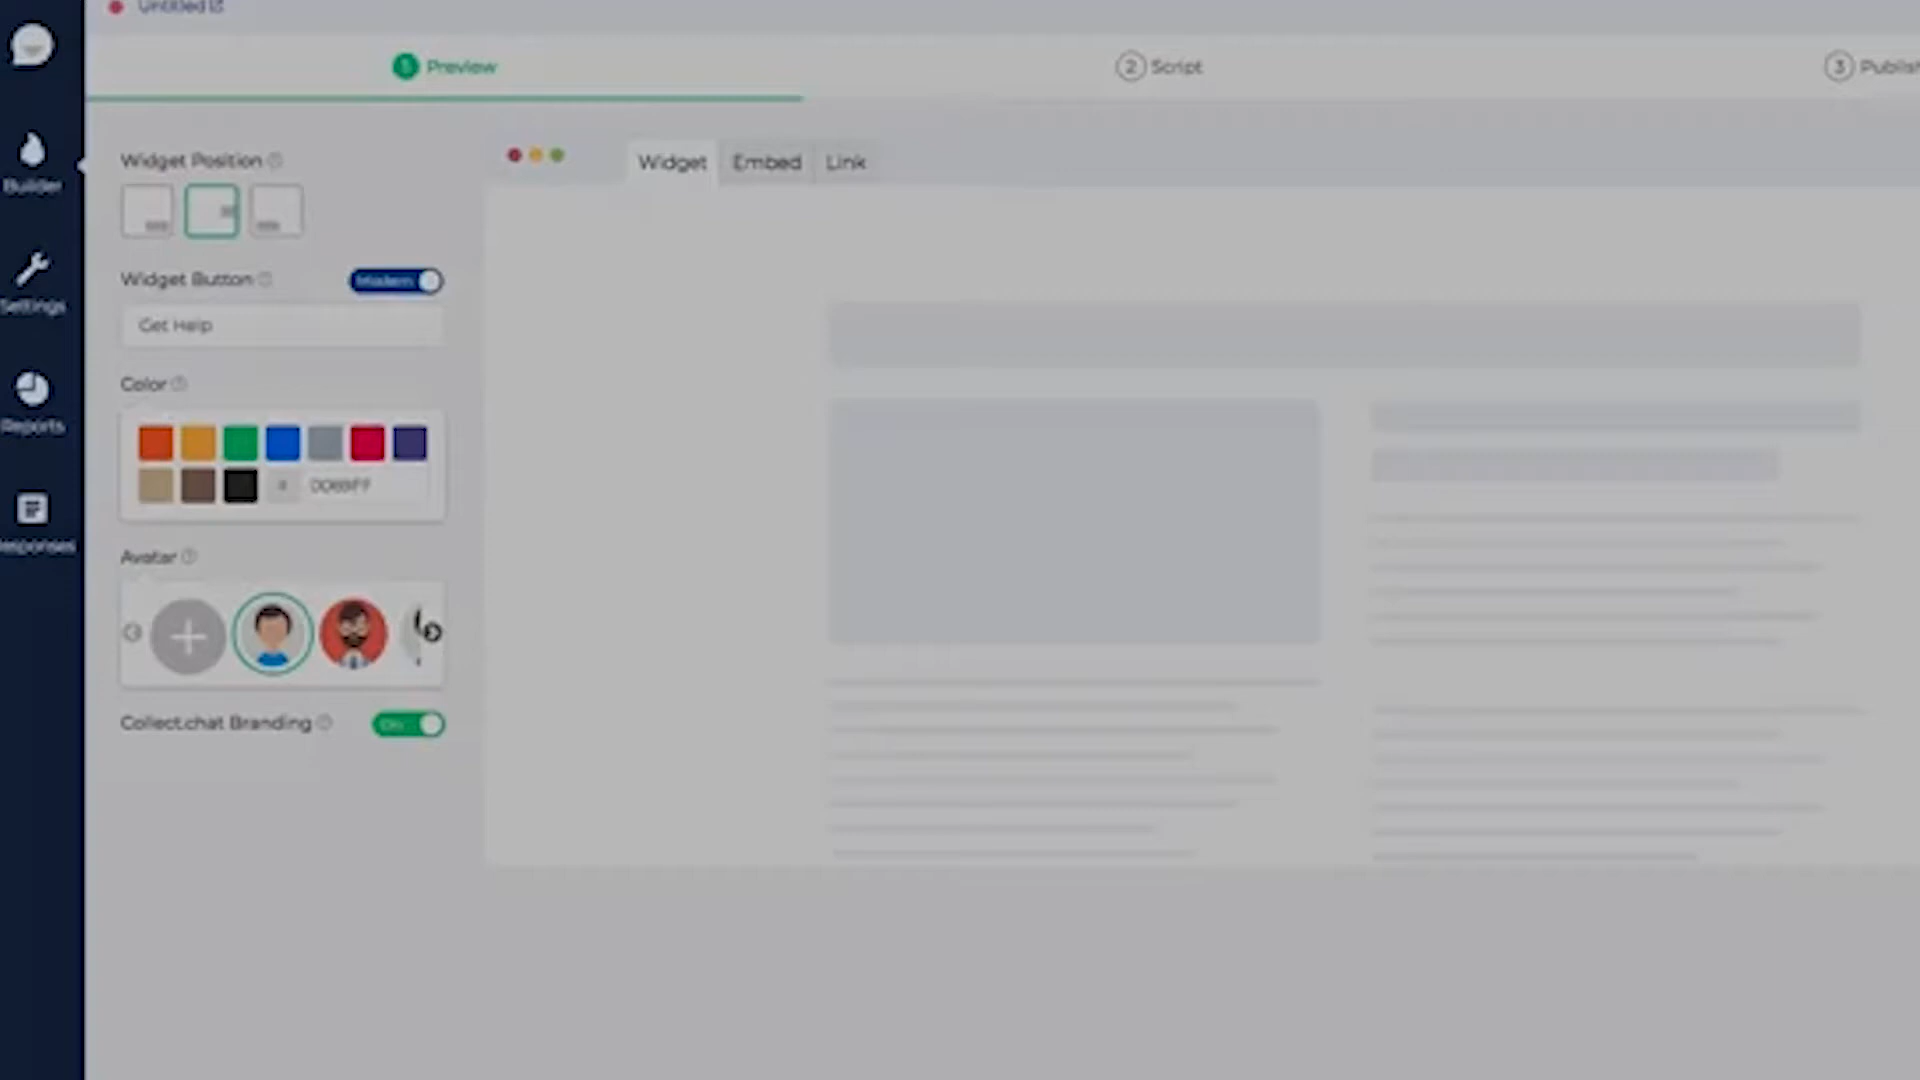 Untitled
1 Preview
2 Script
3 Publish
Builder
Settings
Reports
Responses
Widget Position
Widget Button
Modern
Get Help
Color
#
Avatar
Collect.chat Branding
On
Widget
Embed
Link